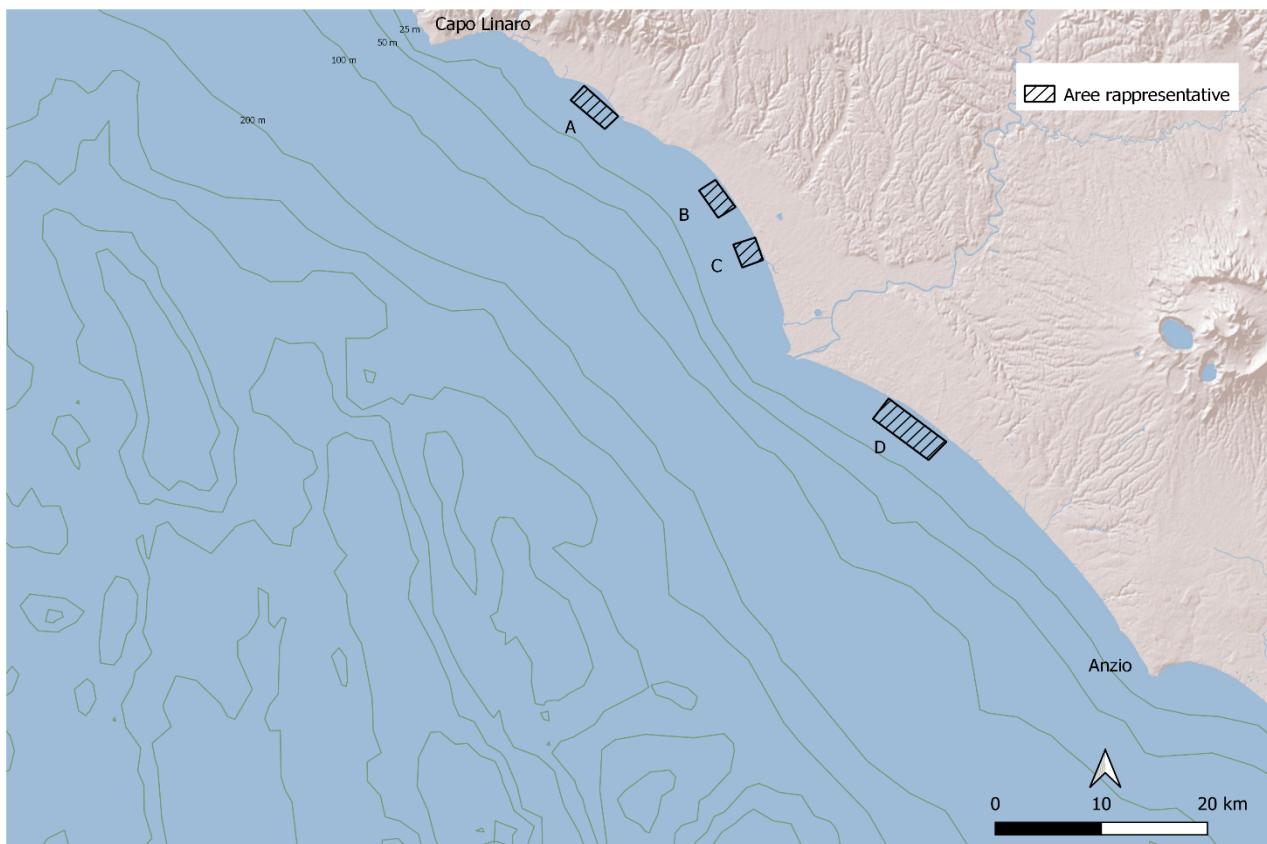 Capo Linaro
25 m
50 m
100 m
200 m
Aree rappresentative
A
B
C
D
Anzio
0 10 20 km